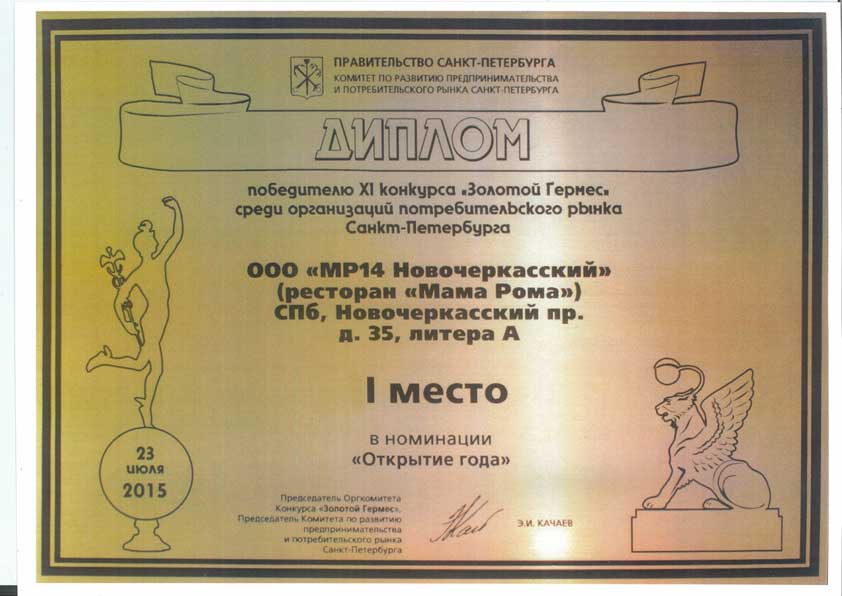 ПРАВИТЕЛЬСТВО САНКТ-ПЕТЕРБУРГА
КОМИТЕТ ПО РАЗВИТИЮ ПРЕДПРИНИМАТЕЛЬСТВА
И ПОТРЕБИТЕЛЬСКОГО РЫНКА САНКТ-ПЕТЕРБУРГА
ДИПЛОМ
победителю XI конкурса «Золотой Гермес»
среди организаций потребительского рынка
Санкт-Петербурга
ООО «МР14 Новочеркасский»
(ресторан «Мама Рома»)
СПб, Новочеркасский пр.
д. 35, литера А
I место
в номинации
«Открытие года»
23
июля
2015
Председатель Оргкомитета
Конкурса «Золотой Гермес»,
Председатель Комитета по развитию
предпринимательства
и потребительского рынка
Санкт-Петербурга
Э.И. КАЧАЕВ